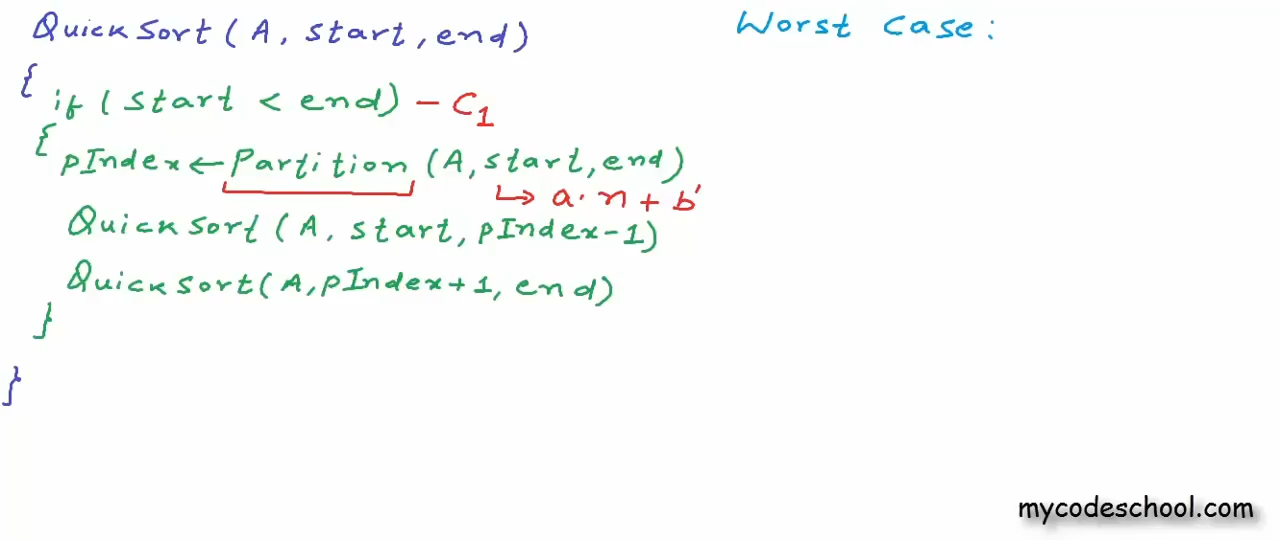 QuickSort(A, start, end)
Worst Case:
{
if (start < end) - C1
{
pIndex ← Partition (A, start, end)
↳ a. n + b'
QuickSort (A, start, pIndex-1)
QuickSort(A, pIndex+1, end)
}
}
mycodeschool.com